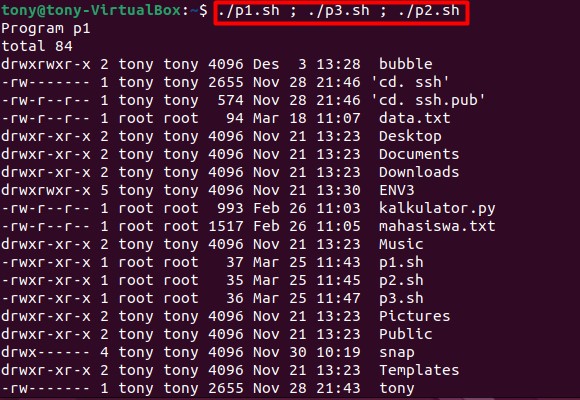 tony@tony-VirtualBox:~$ ./p1.sh ; ./p3.sh ; ./p2.sh
Program p1
total 84
drwxrwxr-x 2 tony tony 4096 Des  3 13:28  bubble
-rw------- 1 tony tony 2655 Nov 28 21:46 'cd. ssh'
-rw-r--r-- 1 tony tony  574 Nov 28 21:46 'cd. ssh.pub'
-rw-r--r-- 1 root root   94 Mar 18 11:07  data.txt
drwxr-xr-x 2 tony tony 4096 Nov 21 13:23  Desktop
drwxr-xr-x 2 tony tony 4096 Nov 21 13:23  Documents
drwxr-xr-x 2 tony tony 4096 Nov 21 13:23  Downloads
drwxrwxr-x 5 tony tony 4096 Nov 21 13:30  ENV3
-rw-r--r-- 1 root root  993 Feb 26 11:03  kalkulator.py
-rw-r--r-- 1 root root 1517 Feb 26 11:05  mahasiswa.txt
drwxr-xr-x 2 tony tony 4096 Nov 21 13:23  Music
-rwxr-xr-x 1 root root   37 Mar 25 11:43  p1.sh
-rwxr-xr-x 1 root root   35 Mar 25 11:45  p2.sh
-rwxr-xr-x 1 root root   36 Mar 25 11:47  p3.sh
drwxr-xr-x 2 tony tony 4096 Nov 21 13:23  Pictures
drwxr-xr-x 2 tony tony 4096 Nov 21 13:23  Public
drwx------ 4 tony tony 4096 Nov 30 10:19  snap
drwxr-xr-x 2 tony tony 4096 Nov 21 13:23  Templates
-rw------- 1 tony tony 2655 Nov 28 21:43  tony